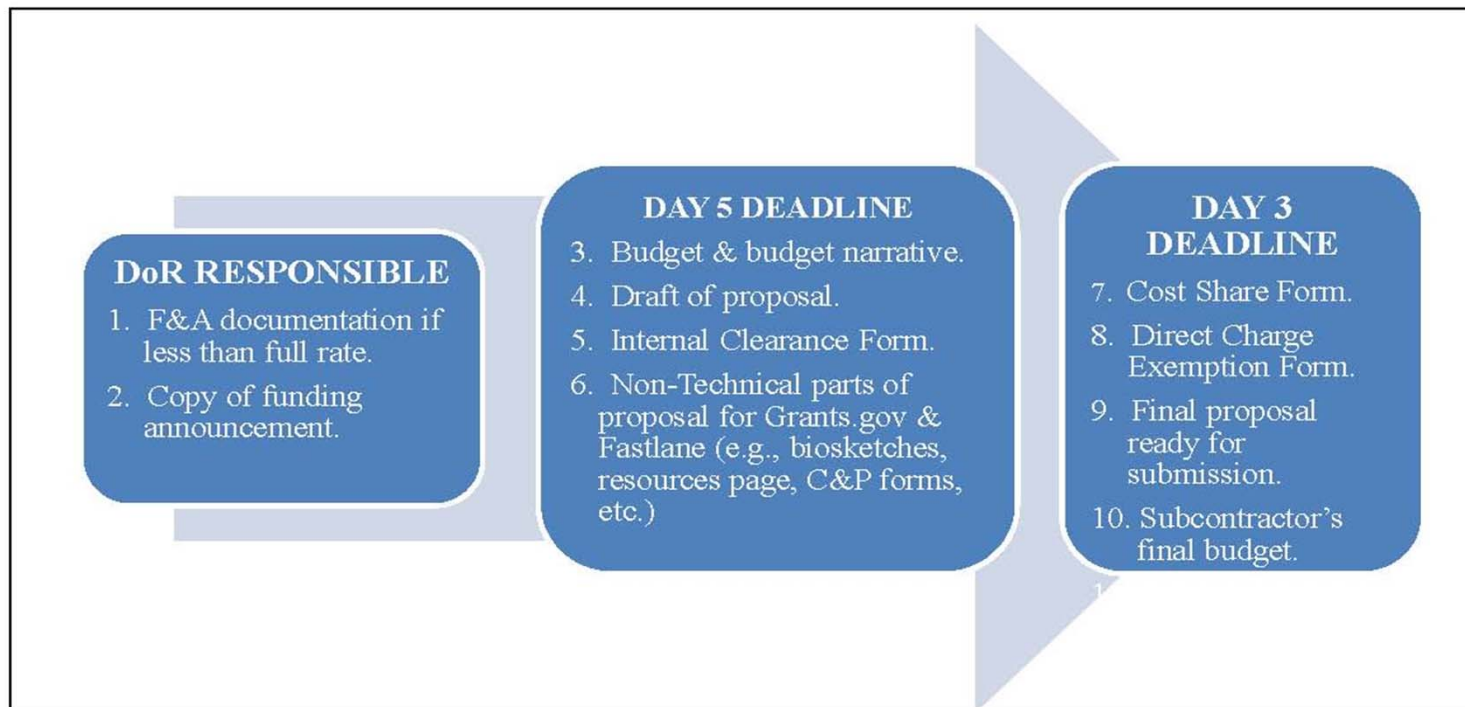 DoR RESPONSIBLE
1. F&A documentation if
less than full rate.
2. Copy of funding
announcement.
DAY 5 DEADLINE
3. Budget & budget narrative.
4. Draft of proposal.
5. Internal Clearance Form.
6. Non-Technical parts of
proposal for Grants.gov &
Fastlane (e.g., biosketches,
resources page, C&P forms,
etc.)
DAY 3
DEADLINE
7. Cost Share Form.
8. Direct Charge
Exemption Form.
9. Final proposal
ready for
submission.
10. Subcontractor's
final budget.